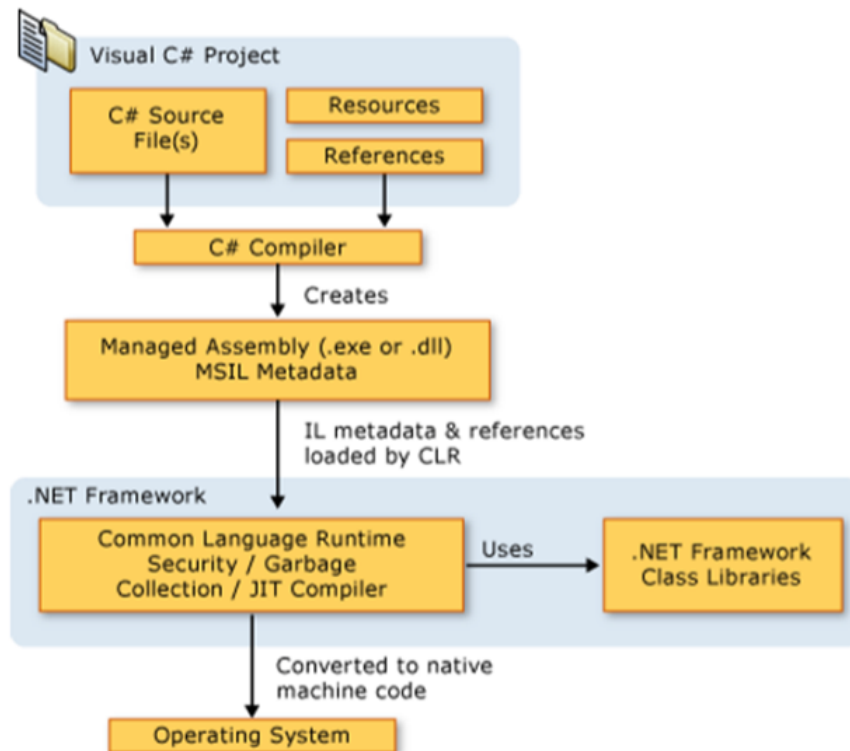 Visual C# Project
C# Source
File(s)
Resources
References
C# Compiler
Creates
Managed Assembly (.exe or .dll)
MSIL Metadata
IL metadata & references
loaded by CLR
.NET Framework
Common Language Runtime
Security / Garbage
Collection / JIT Compiler
Uses
.NET Framework
Class Libraries
Converted to native
machine code
Operating System